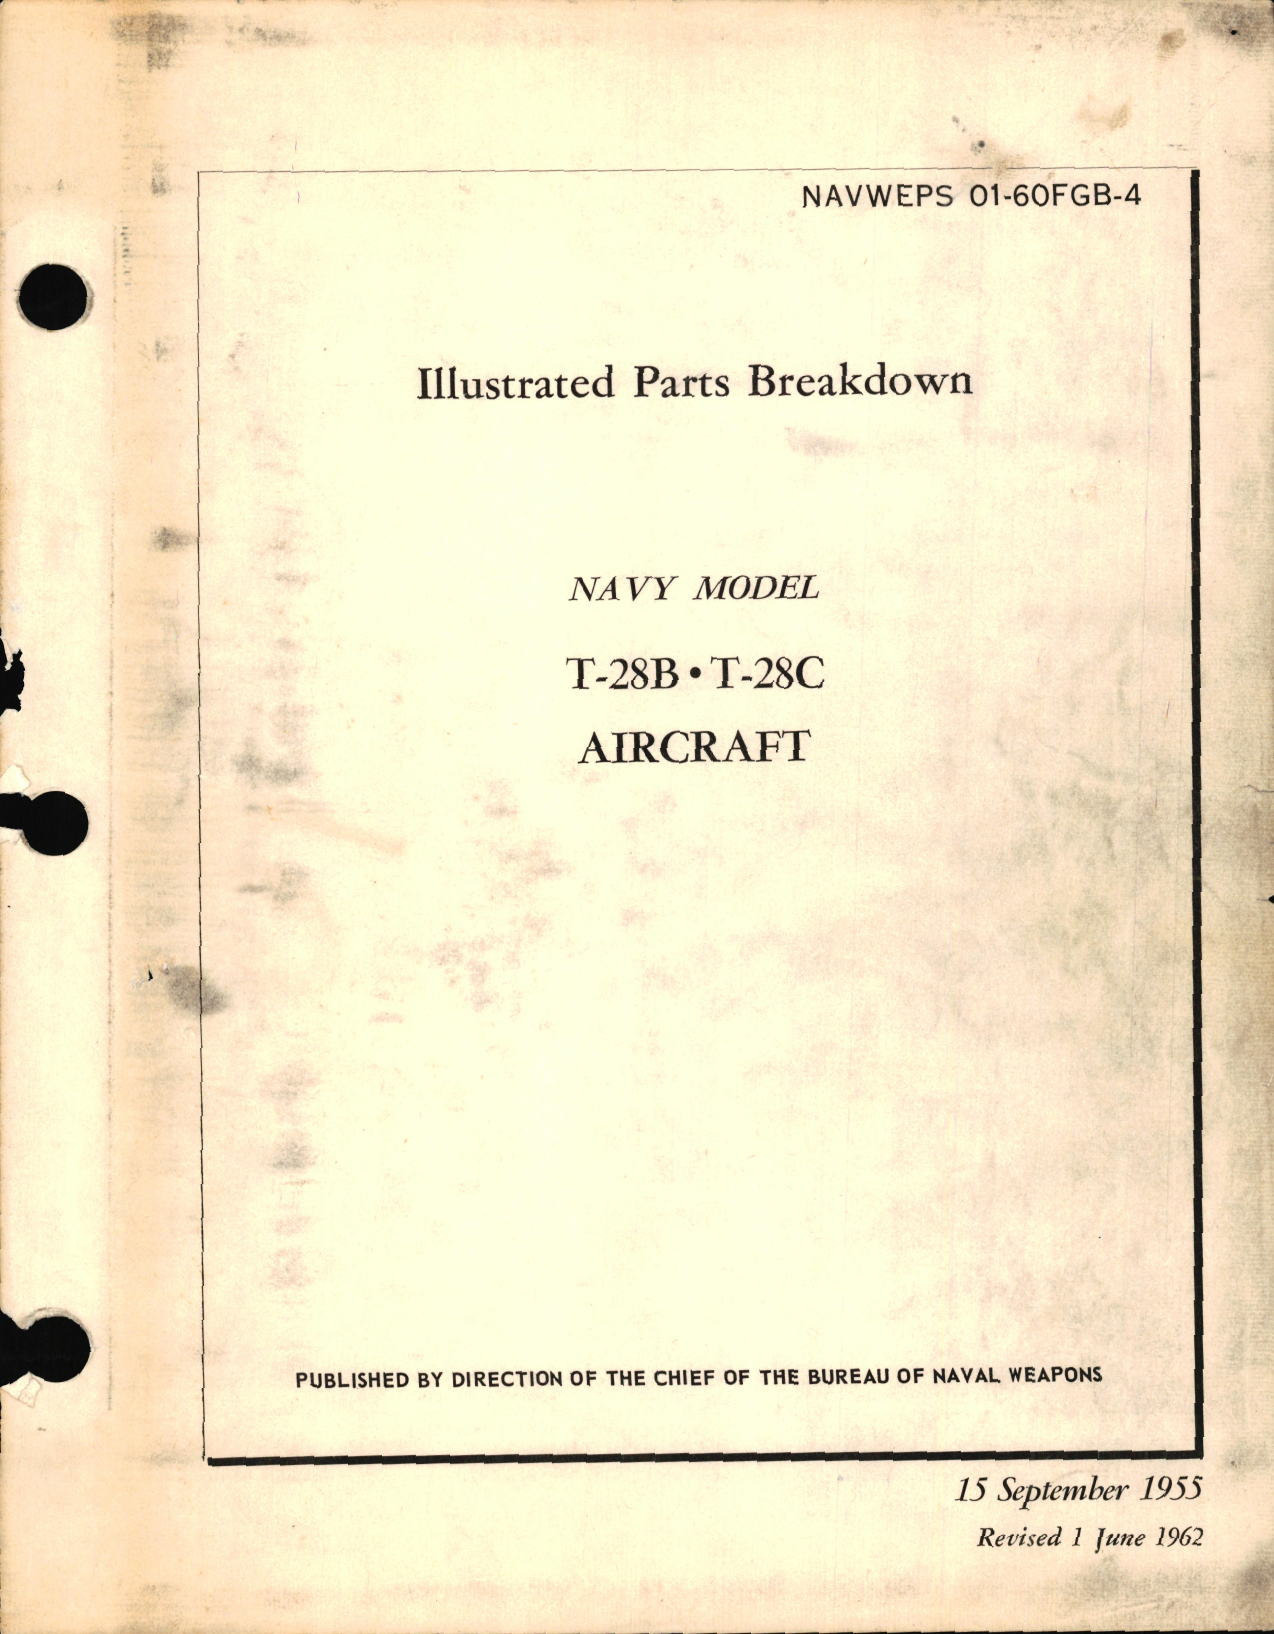 NAVWEPS 01-60FGB-4
Illustrated Parts Breakdown
NAVY MODEL
T-28B • T-28C
AIRCRAFT
PUBLISHED BY DIRECTION OF THE CHIEF OF THE BUREAU OF NAVAL WEAPONS
15 September 1955
Revised 1 June 1962